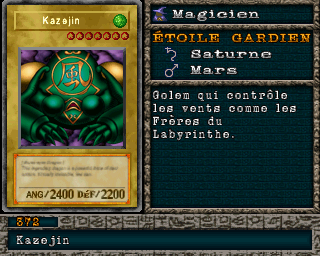 Kazejin
風
ANG/2400 DÉF/2200
Magicien
ÉTOILE GARDIEN
♄ Saturne
♂ Mars
Golem qui contrôle
les vents comme les
Frères du
Labyrinthe.
372
Kazejin